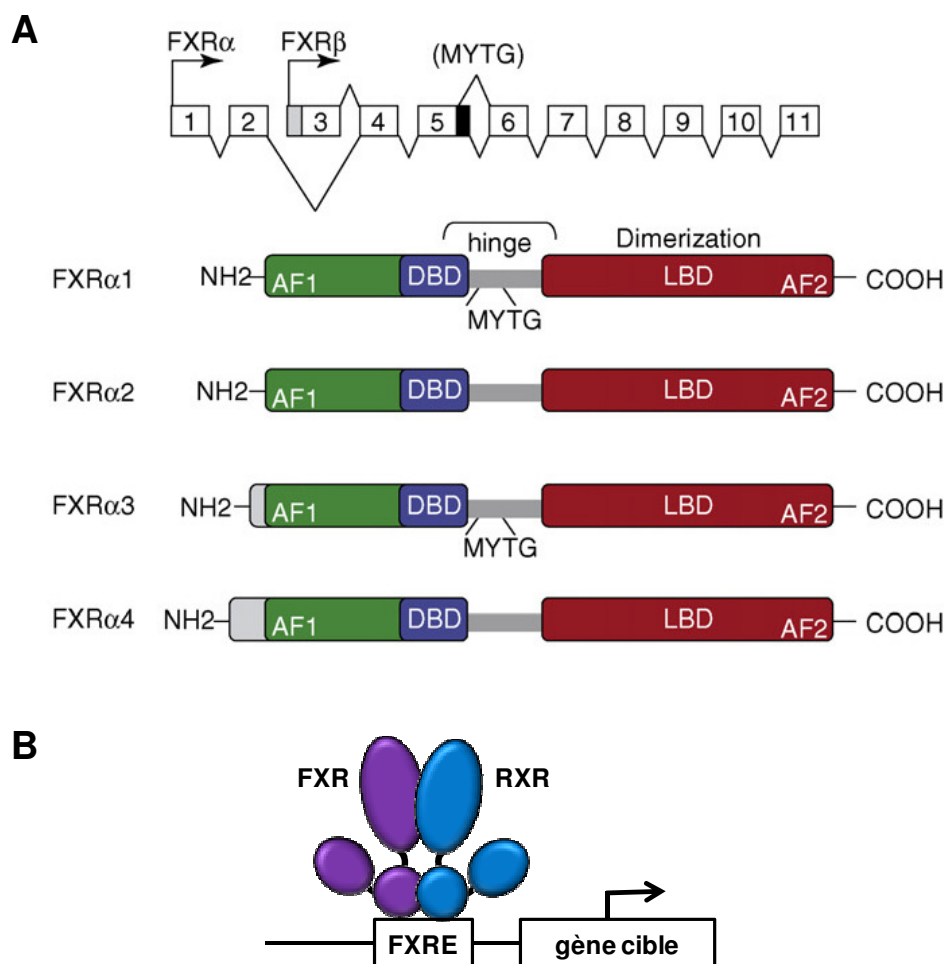 A
FXRα FXRβ (MYTG)
1 2 3 4 5 6 7 8 9 10 11
hinge Dimerization
FXRα1 NH2 AF1 DBD LBD AF2 COOH
MYTG
FXRα2 NH2 AF1 DBD LBD AF2 COOH
FXRα3 NH2 AF1 DBD LBD AF2 COOH
MYTG
FXRα4 NH2 AF1 DBD LBD AF2 COOH
B
FXR RXR
FXRE gène cible